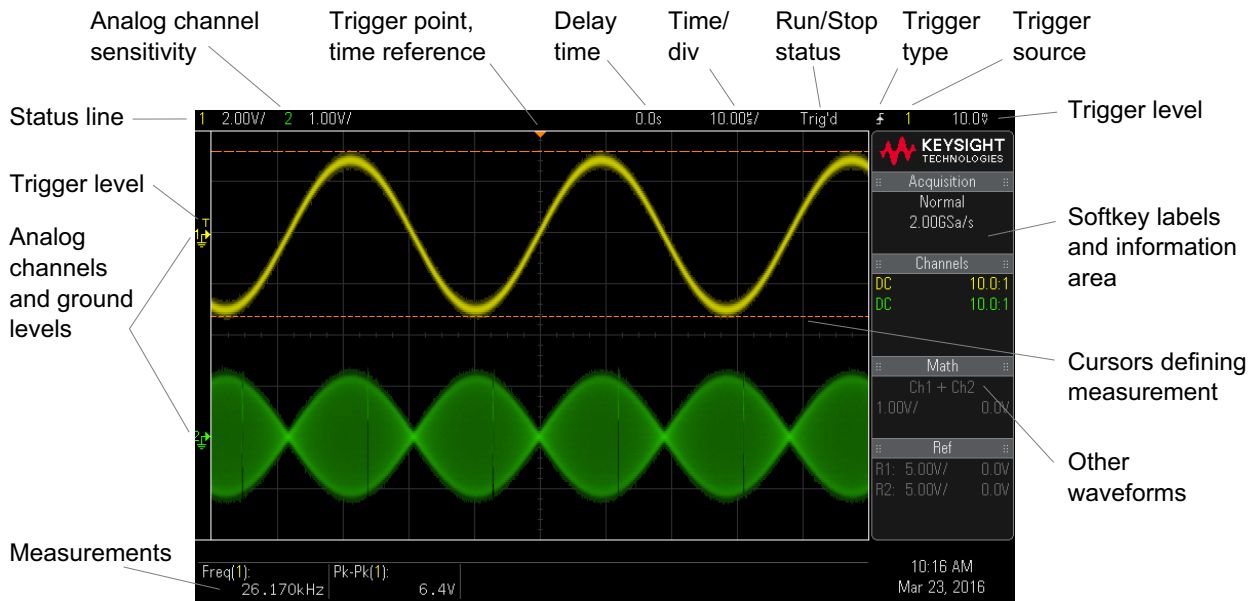 Analog channel
sensitivity
Trigger point,
time reference
Delay
time
Time/
div
Run/Stop
status
Trigger
type
Trigger
source
Status line
1 2.00V/ 2 1.00V/ 0.0s 10.00µs/ Trig'd 1 10.0mV
Trigger level
KEYSIGHT
TECHNOLOGIES
Acquisition
Normal
2.00GSa/s
Trigger level
T
1
Analog
channels
and ground
levels
Softkey labels
and information
area
Channels
DC 10.0:1
DC 10.0:1
Cursors defining
measurement
Math
Ch1 + Ch2
1.00V/ 0.0V
2
Ref
R1: 5.00V/ 0.0V
R2: 5.00V/ 0.0V
Other
waveforms
Measurements
Freq(1):
26.170kHz
Pk-Pk(1):
6.4V
10:16 AM
Mar 23, 2016